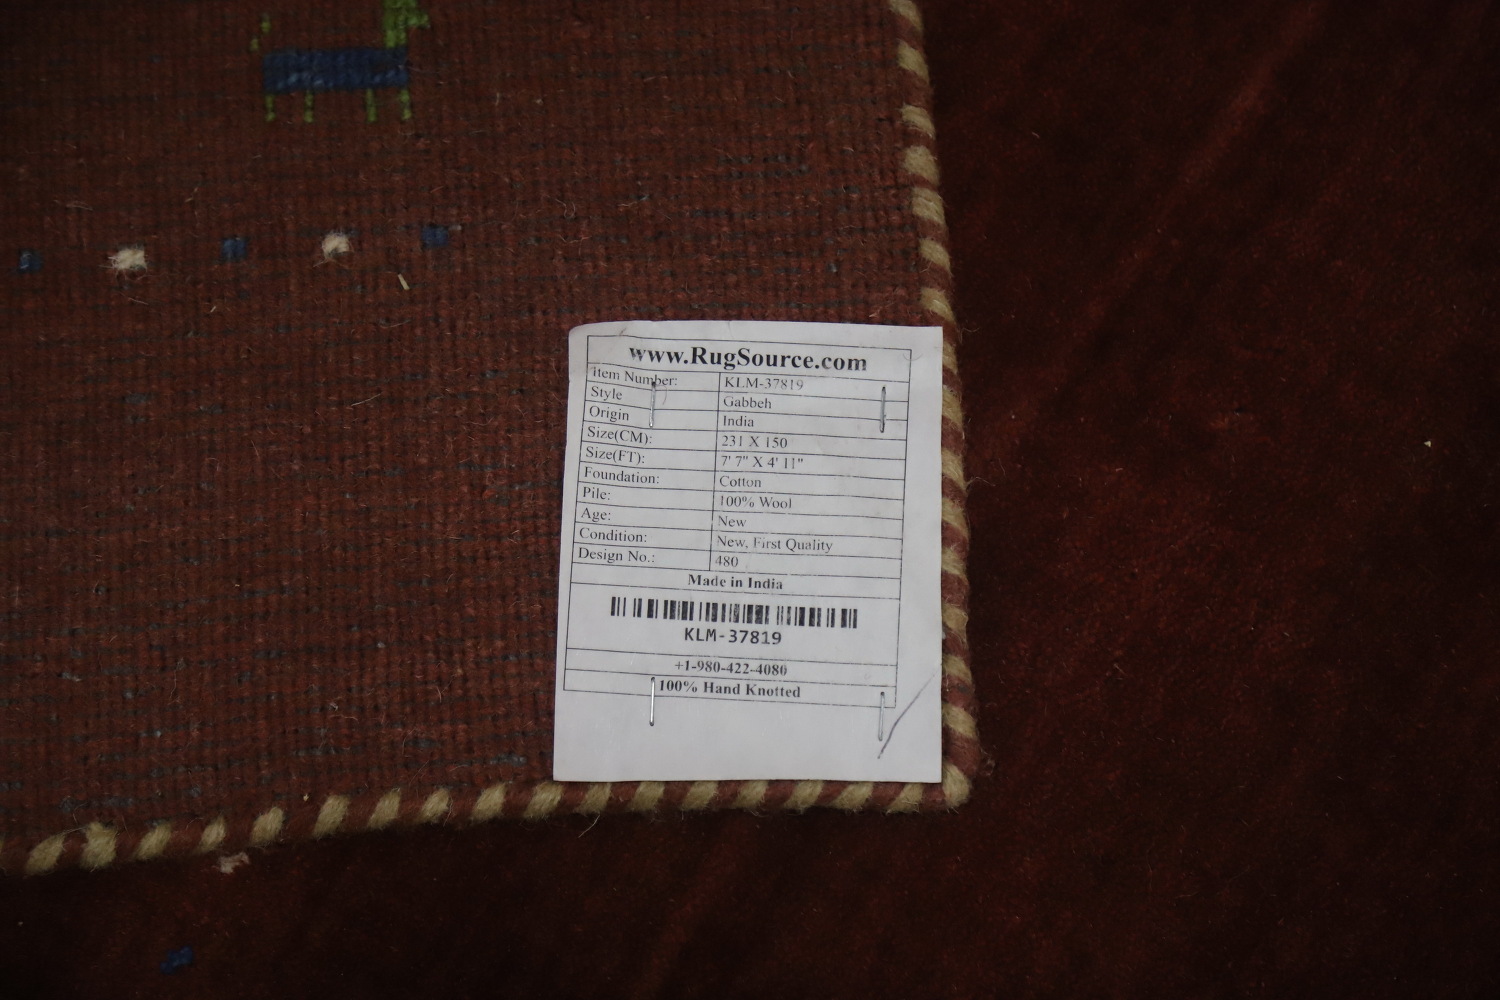 www.RugSource.com
Item Number: KLM-37819
Style Gabbeh
Origin India
Size(CM): 231 X 150
Size(FT): 7' 7" X 4' 11"
Foundation: Cotton
Pile: 100% Wool
Age: New
Condition: New, First Quality
Design No.: 480
Made in India
KLM-37819
+1-980-422-4080
100% Hand Knotted